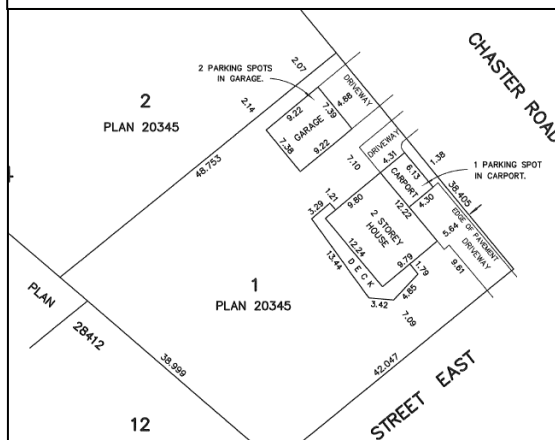 CHASTER ROAD
2 PARKING SPOTS
IN GARAGE.
2.07
2.14
DRIVEWAY
2
PLAN 20345
9.22
7.39
4.88
GARAGE
7.38
9.22
48.753
7.10
DRIVEWAY
4.31
1.38
6.13
CARPORT
1 PARKING SPOT
IN CARPORT.
38.405
4.30
12.22
9.80
1.21
3.29
2 STOREY
HOUSE
EDGE OF PAVEMENT
DRIVEWAY
5.64
9.61
12.24
DECK
13.44
9.79
1.79
4.85
3.42
7.09
1
PLAN 20345
PLAN
28412
38.999
42.047
STREET EAST
12